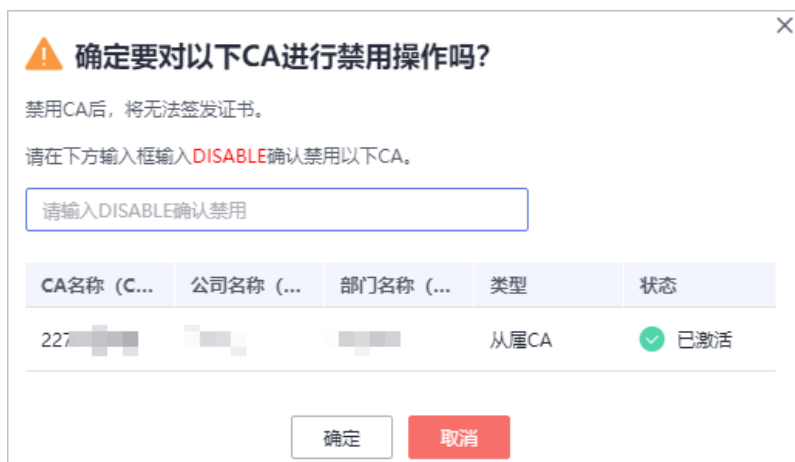 确定要对以下CA进行禁用操作吗？
禁用CA后，将无法签发证书。
请在下方输入框输入DISABLE确认禁用以下CA。
请输入DISABLE确认禁用
CA名称（C... 公司名称（... 部门名称（... 类型 状态
227 从属CA 已激活
确定 取消